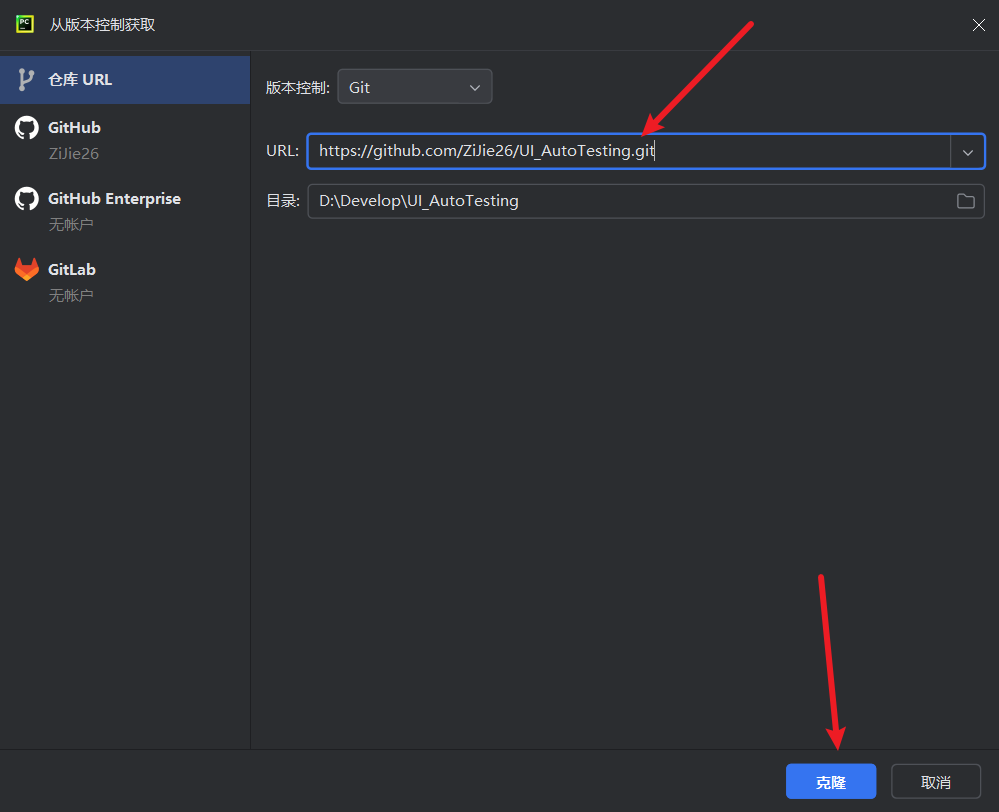 PC
从版本控制获取
仓库 URL
GitHub
ZiJie26
GitHub Enterprise
无帐户
GitLab
无帐户
版本控制: Git
URL: https://github.com/ZiJie26/UI_AutoTesting.git
目录: D:\Develop\UI_AutoTesting
克隆 取消